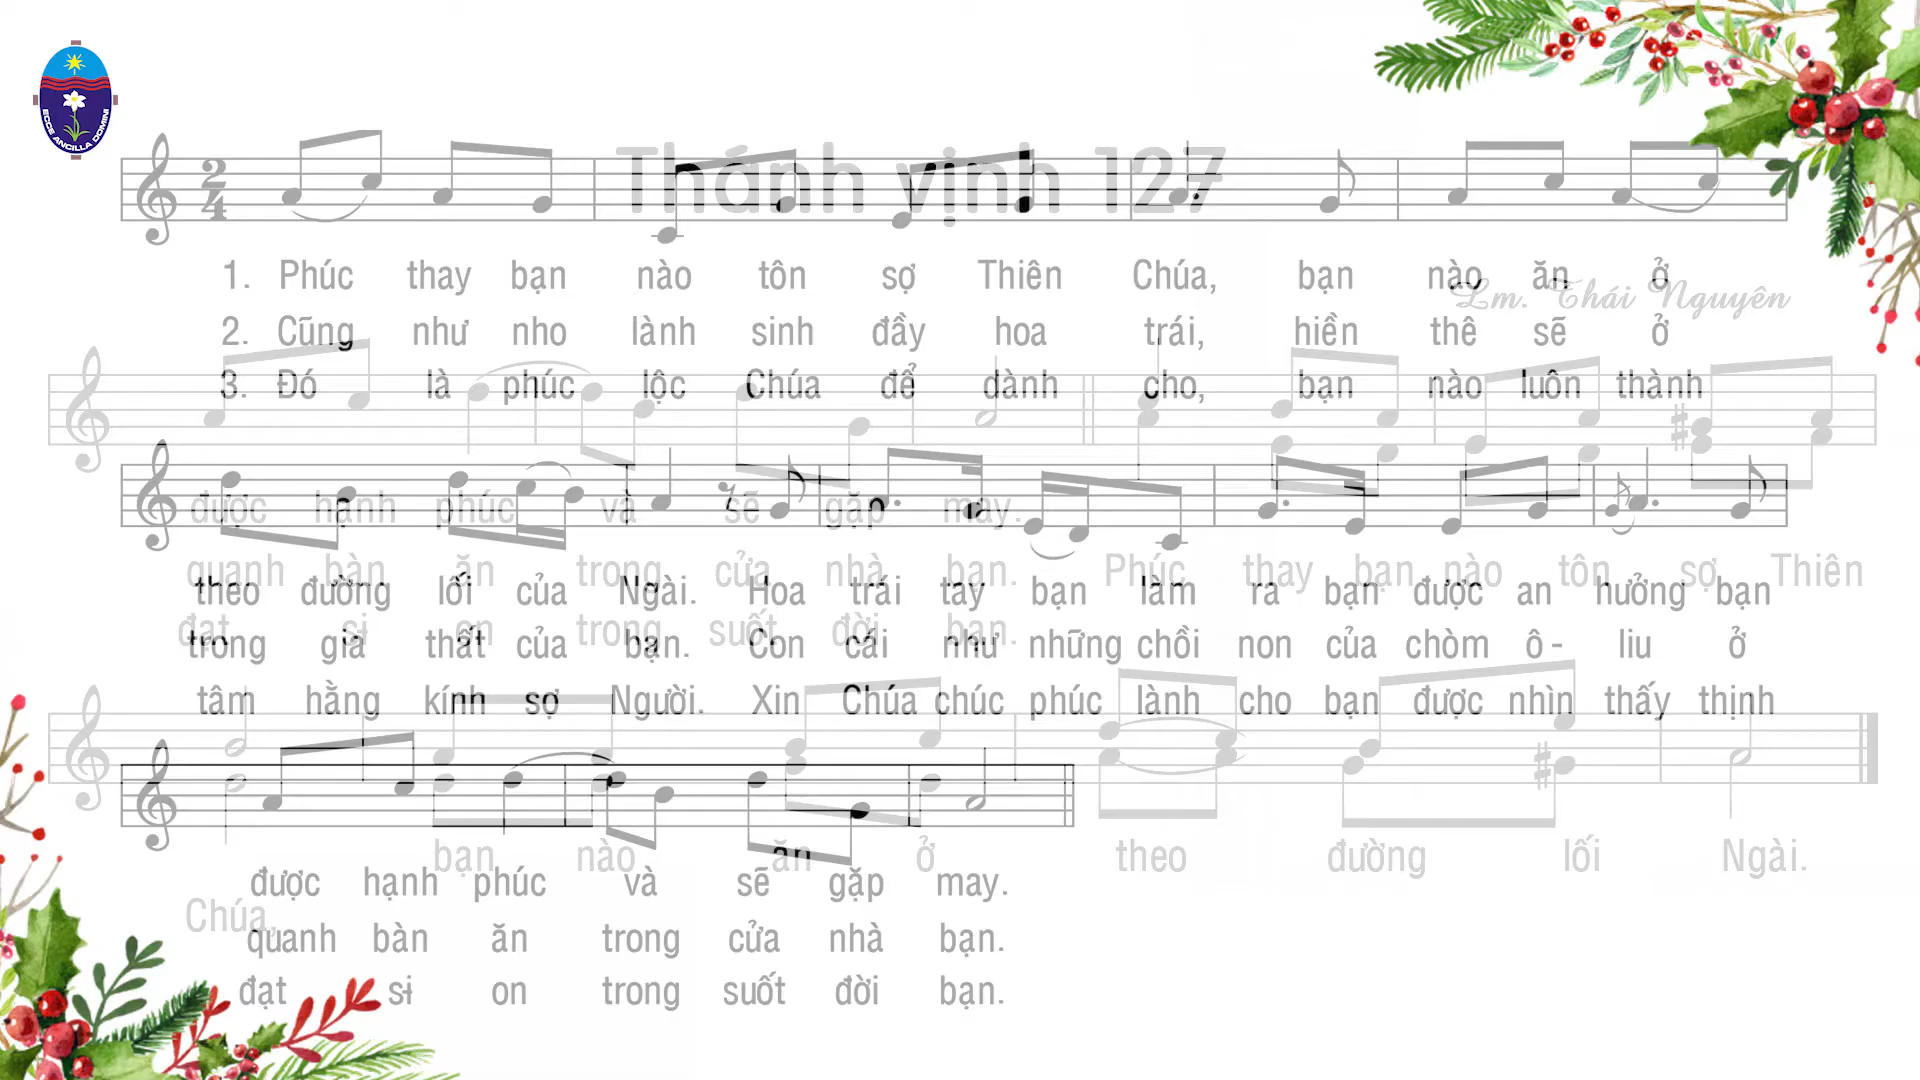 ECCE ANCILLA DOMINI
Thánh vịnh 127
1. Phúc thay bạn nào tôn sợ Thiên Chúa, bạn nào ăn ở
Lm. Thái Nguyên
2. Cũng như nho lành sinh đầy hoa trái, hiền thê sẽ ở
3. Đó là phúc lộc Chúa để dành cho, bạn nào luôn thành
được hạnh phúc và sẽ gặp may.
quanh bàn ăn trong cửa nhà bạn. Phúc thay bạn nào tôn sợ Thiên
theo đường lối của Ngài. Hoa trái tay bạn làm ra bạn được an hưởng bạn
đạt si on trong suốt đời bạn.
trong gia thất của bạn. Con cái như những chồi non của chòm ô- liu ở
tâm hằng kính sợ Người. Xin Chúa chúc phúc lành cho bạn được nhìn thấy thịnh
bạn nào ăn ở theo đường lối Ngài.
được hạnh phúc và sẽ gặp may.
Chúa,
quanh bàn ăn trong cửa nhà bạn.
đạt si on trong suốt đời bạn.